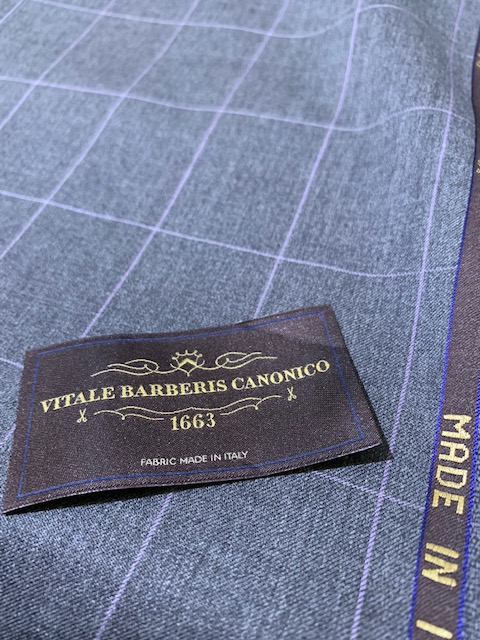 VITALE BARBERIS CANONICO
1663
FABRIC MADE IN ITALY
MADE IN